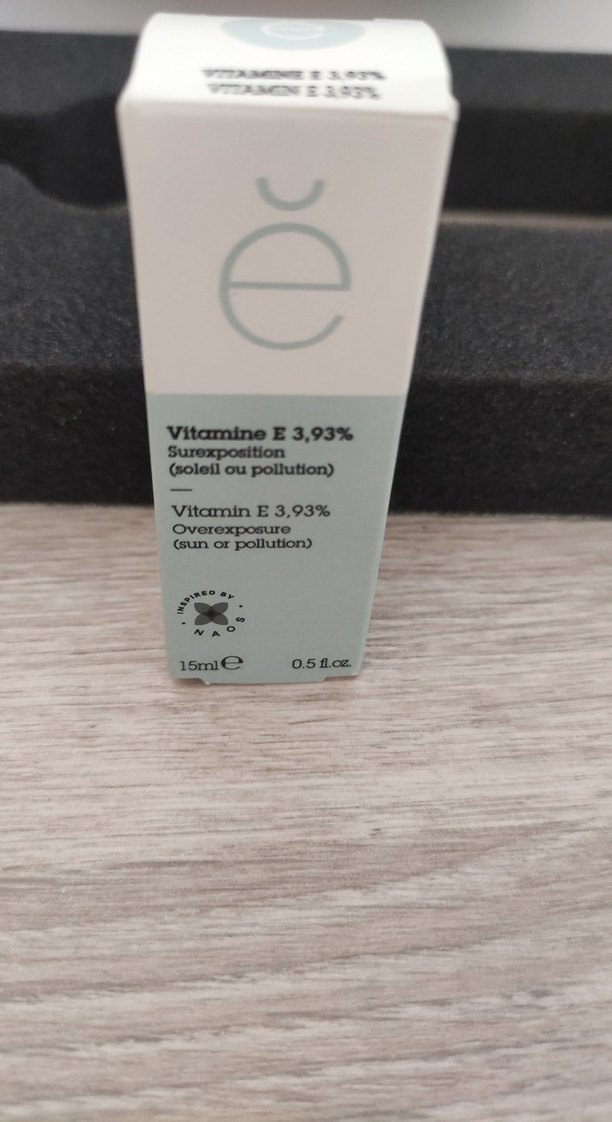 VITAMINE E 3,93%
VITAMIN E 3,93%
ĕ
Vitamine E 3,93%
Surexposition
(soleil ou pollution)
—
Vitamin E 3,93%
Overexposure
(sun or pollution)
• INSPIRED BY •
NAOS
15ml℮ 0.5 fl.oz.